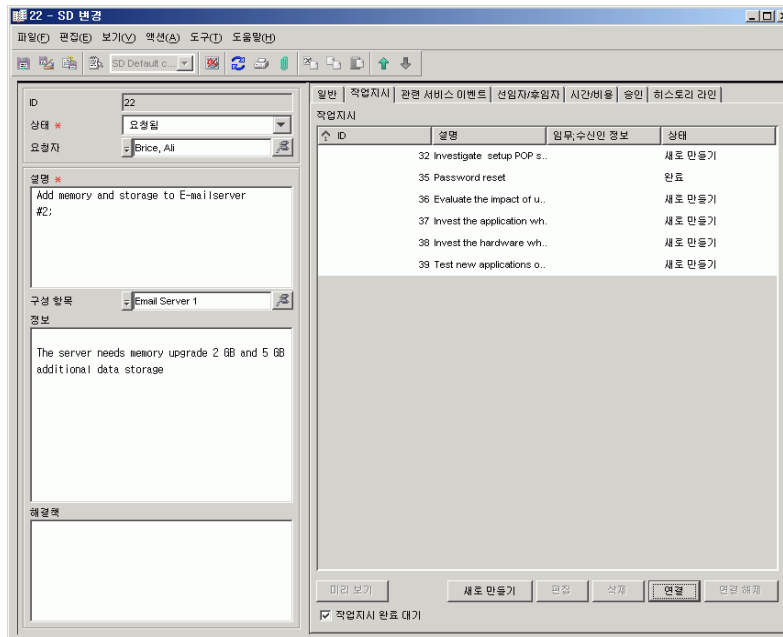 22 - SD 변경
파일(F) 편집(E) 보기(V) 액션(A) 도구(T) 도움말(H)
SD Default c...
ID 22
상태 * 요청됨
요청자 Brice, Ali
설명 *
Add memory and storage to E-mailserver
#2;
구성 항목 Email Server 1
정보
The server needs memory upgrade 2 GB and 5 GB
additional data storage
해결책
일반 작업지시 관련 서비스 이벤트 선임자/후임자 시간/비용 승인 히스토리 라인
작업지시
ID 설명 임무;수신인 정보 상태
32 Investigate setup POP s.. 새로 만들기
35 Password reset 완료
36 Evaluate the impact of u.. 새로 만들기
37 Invest the application wh.. 새로 만들기
38 Invest the hardware wh.. 새로 만들기
39 Test new applications o.. 새로 만들기
미리 보기 새로 만들기 편집 삭제 연결 연결 해제
작업지시 완료 대기